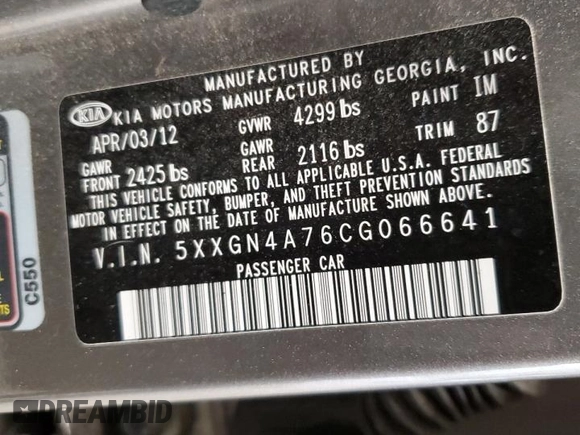 MANUFACTURED BY
KIA KIA MOTORS MANUFACTURING GEORGIA, INC.
APR/03/12 GVWR 4299 lbs PAINT IM
GAWR FRONT 2425 lbs GAWR REAR 2116 lbs TRIM 87
THIS VEHICLE CONFORMS TO ALL APPLICABLE U.S.A. FEDERAL
MOTOR VEHICLE SAFETY, BUMPER, AND THEFT PREVENTION STANDARDS
IN EFFECT ON THE DATE OF MANUFACTURE SHOWN ABOVE.
V.I.N. 5XXGN4A76CG066641
PASSENGER CAR
C550
DREAMBID